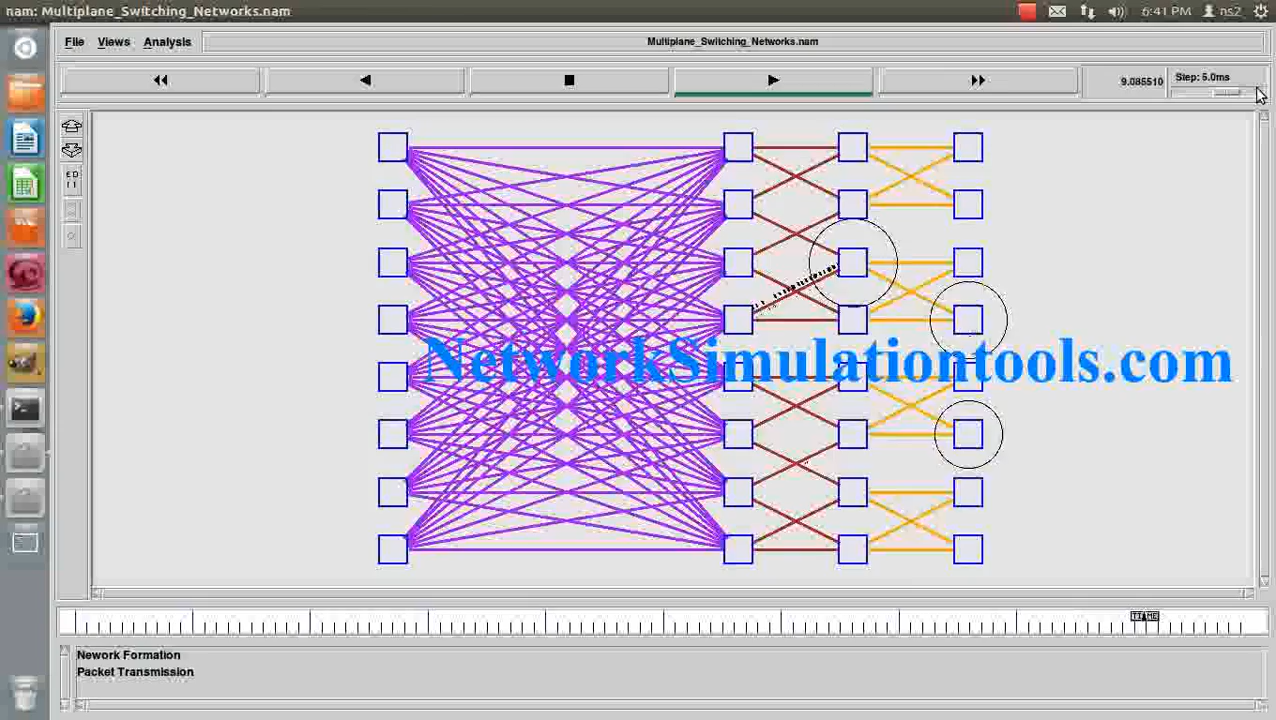 nam: Multiplane_Switching_Networks.nam
6:41 PM
ns2
File Views Analysis
Multiplane_Switching_Networks.nam
9.085510
Step: 5.0ms
NetworkSimulationtools.com
TIME
Nework Formation
Packet Transmission